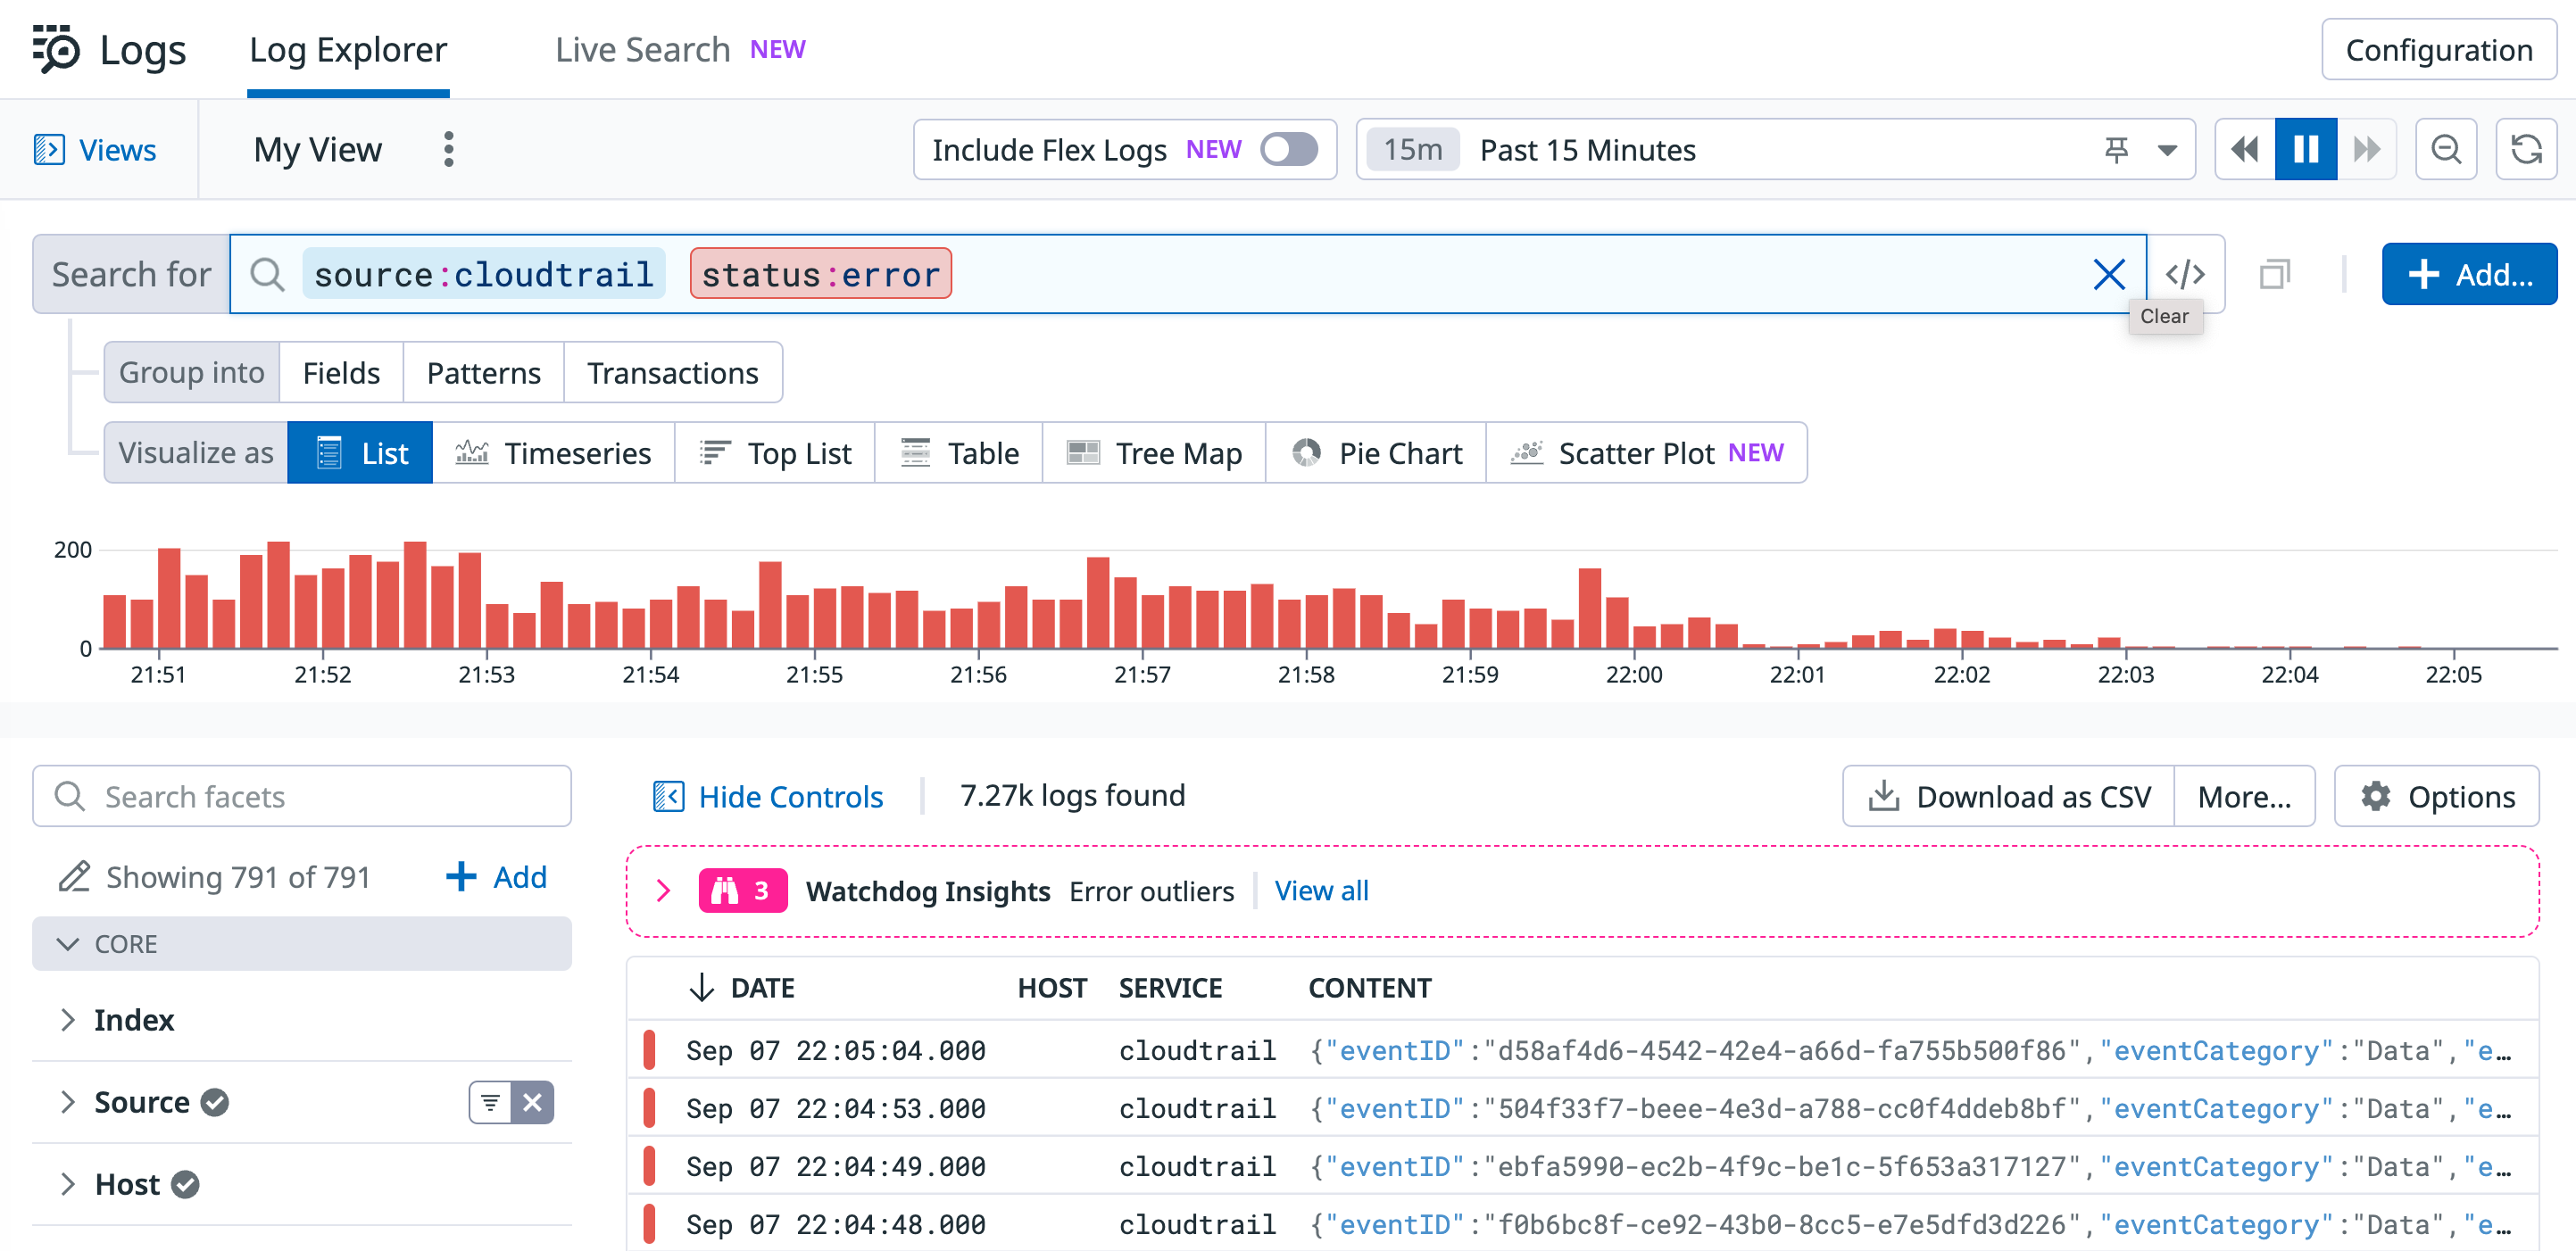 Logs Log Explorer Live Search NEW Configuration
Views My View Include Flex Logs NEW 15m Past 15 Minutes
Search for source:cloudtrail status:error Add...
Clear
Group into Fields Patterns Transactions
Visualize as List Timeseries Top List Table Tree Map Pie Chart Scatter Plot NEW
200
0
21:51 21:52 21:53 21:54 21:55 21:56 21:57 21:58 21:59 22:00 22:01 22:02 22:03 22:04 22:05
Search facets Hide Controls 7.27k logs found Download as CSV More... Options
Showing 791 of 791 Add
3 Watchdog Insights Error outliers View all
CORE
DATE HOST SERVICE CONTENT
Index
Sep 07 22:05:04.000 cloudtrail {"eventID":"d58af4d6-4542-42e4-a66d-fa755b500f86","eventCategory":"Data","e…
Source
Sep 07 22:04:53.000 cloudtrail {"eventID":"504f33f7-beee-4e3d-a788-cc0f4ddeb8bf","eventCategory":"Data","e…
Sep 07 22:04:49.000 cloudtrail {"eventID":"ebfa5990-ec2b-4f9c-be1c-5f653a317127","eventCategory":"Data","e…
Host
Sep 07 22:04:48.000 cloudtrail {"eventID":"f0b6bc8f-ce92-43b0-8cc5-e7e5dfd3d226","eventCategory":"Data","e…